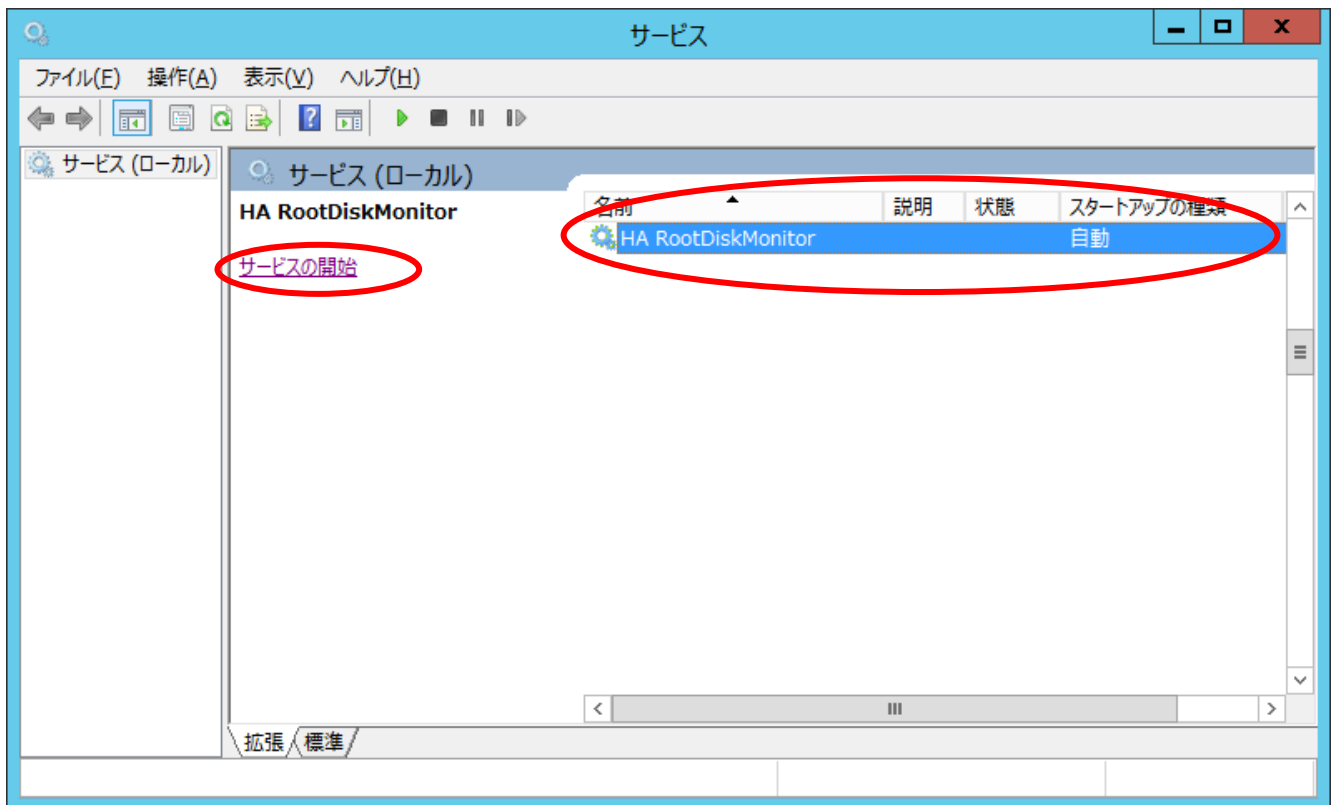 サービス
ファイル(F) 操作(A) 表示(V) ヘルプ(H)
サービス (ローカル)
サービス (ローカル)
HA RootDiskMonitor
サービスの開始
名前 説明 状態 スタートアップの種類
HA RootDiskMonitor 自動
拡張 標準